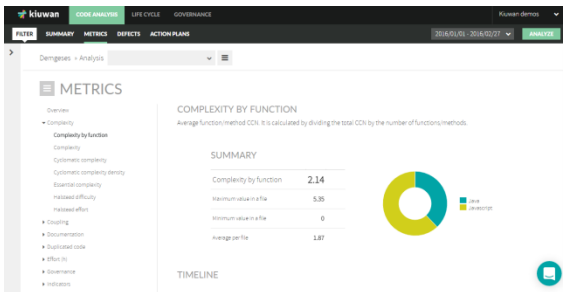 kiuwan CODE ANALYSIS LIFE CYCLE GOVERNANCE Kiuwan demos
FILTER SUMMARY METRICS DEFECTS ACTION PLANS 2016/01/01 - 2016/02/27 ANALYZE
Demgeses > Analysis
METRICS
Overview
Complexity
Complexity by function
Complexity
Cyclomatic complexity
Cyclomatic complexity density
Essential complexity
Halstead difficulty
Halstead effort
Coupling
Documentation
Duplicated code
Effort (h)
Governance
Indicators
COMPLEXITY BY FUNCTION
Average function/method CCN. It is calculated by dividing the total CCN by the number of functions/methods.
SUMMARY
Complexity by function 2.14
Maximum value in a file 5.35
Minimum value in a file 0
Average per file 1.87
Java
Javascript
TIMELINE